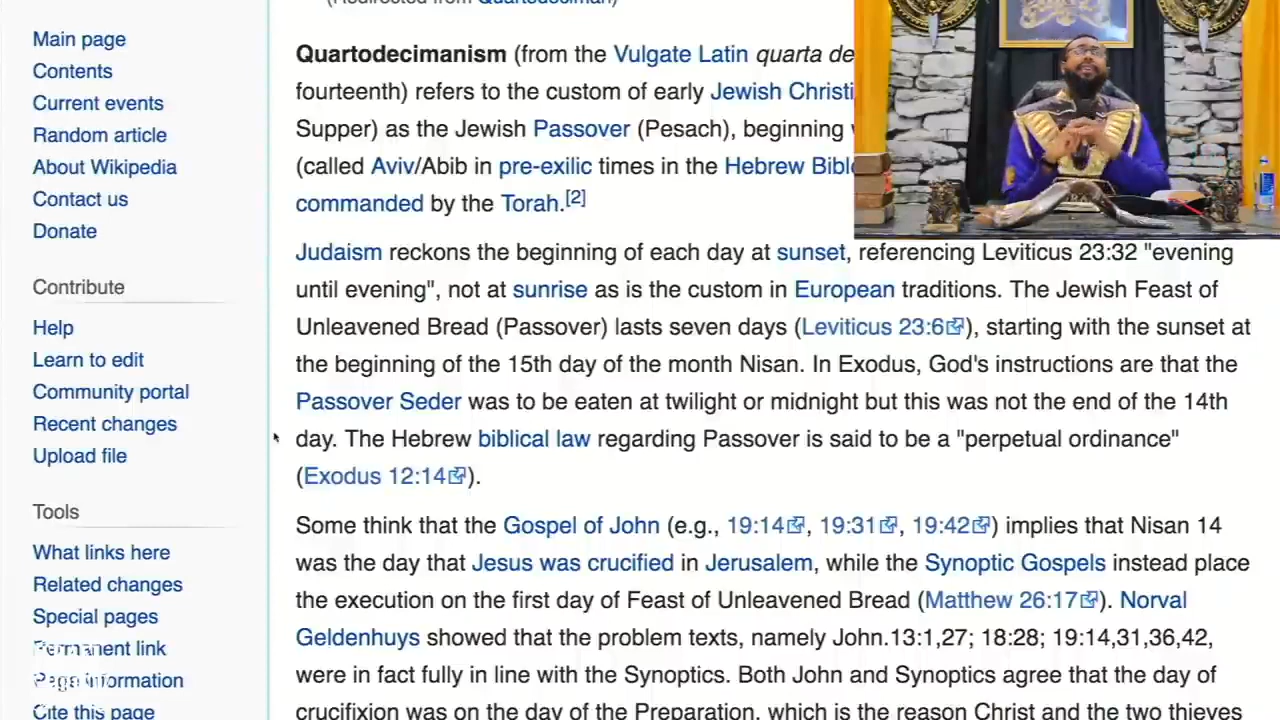 (Redirected from Quartodeciman)
Main page
Contents
Current events
Random article
About Wikipedia
Contact us
Donate
Contribute
Help
Learn to edit
Community portal
Recent changes
Upload file
Tools
What links here
Related changes
Special pages
Permanent link
Page information
Cite this page
Quartodecimanism (from the Vulgate Latin quarta de
fourteenth) refers to the custom of early Jewish Christi
Supper) as the Jewish Passover (Pesach), beginning
(called Aviv/Abib in pre-exilic times in the Hebrew Bible
commanded by the Torah.[2]
Judaism reckons the beginning of each day at sunset, referencing Leviticus 23:32 "evening
until evening", not at sunrise as is the custom in European traditions. The Jewish Feast of
Unleavened Bread (Passover) lasts seven days (Leviticus 23:6), starting with the sunset at
the beginning of the 15th day of the month Nisan. In Exodus, God's instructions are that the
Passover Seder was to be eaten at twilight or midnight but this was not the end of the 14th
day. The Hebrew biblical law regarding Passover is said to be a "perpetual ordinance"
(Exodus 12:14).
Some think that the Gospel of John (e.g., 19:14, 19:31, 19:42) implies that Nisan 14
was the day that Jesus was crucified in Jerusalem, while the Synoptic Gospels instead place
the execution on the first day of Feast of Unleavened Bread (Matthew 26:17). Norval
Geldenhuys showed that the problem texts, namely John.13:1,27; 18:28; 19:14,31,36,42,
were in fact fully in line with the Synoptics. Both John and Synoptics agree that the day of
crucifixion was on the day of the Preparation, which is the reason Christ and the two thieves